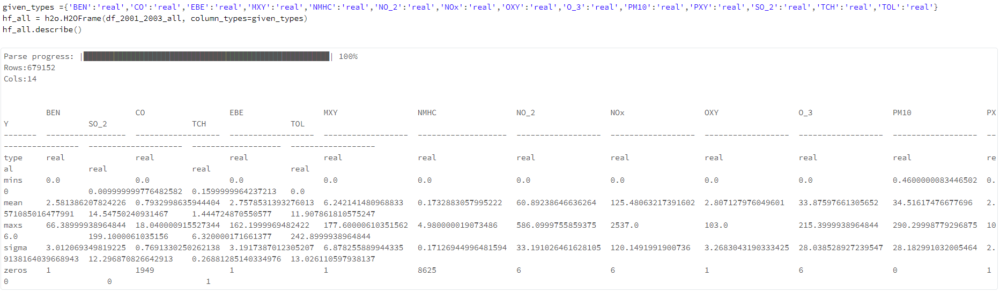 given_types ={'BEN':'real','CO':'real','EBE':'real','MXY':'real','NMHC':'real','NO_2':'real','NOx':'real','OXY':'real','O_3':'real','PM10':'real','PXY':'real','SO_2':'real','TCH':'real','TOL':'real'}
hf_all = h2o.H2OFrame(df_2001_2003_all, column_types=given_types)
hf_all.describe()
Parse progress: |█████████████████████████████████████████████████████████| 100%
Rows:679152
Cols:14
BEN CO EBE MXY NMHC NO_2 NOx OXY O_3 PM10 PX
Y SO_2 TCH TOL
------- ----------------- ------------------ ------------------ ------------------ ------------------- ------------------ ------------------ ------------------ ------------------ ------------------ --
---------------- -------------------- ------------------- ------------------
type real real real real real real real real real real re
al real real real
mins 0.0 0.0 0.0 0.0 0.0 0.0 0.0 0.0 0.0 0.4600000083446502 0.
0 0.009999999776482582 0.1599999964237213 0.0
mean 2.581386207824226 0.7932998635944404 2.7578531393276013 6.242141480968833 0.1732883057995222 60.89238646636264 125.48063217391602 2.807127976049601 33.87597661305652 34.51617476677696 2.
571085016477991 14.54750240931467 1.444724870550577 11.907861810575247
maxs 66.38999938964844 18.040000915527344 162.1999969482422 177.60000610351562 4.980000019073486 586.0999755859375 2537.0 103.0 215.3999938964844 290.29998779296875 10
6.0 199.1000061035156 6.320000171661377 242.8999938964844
sigma 3.012069349819225 0.7691330250262138 3.1917387012305207 6.878255889944335 0.17126944996481594 33.191026461628105 120.1491991900736 3.2683043190333425 28.038528927239547 28.182991032005464 2.
9138164039668943 12.296870826642913 0.26881285140334976 13.026110597938137
zeros 1 1949 1 1 8625 6 6 1 6 0 1
0 0 1